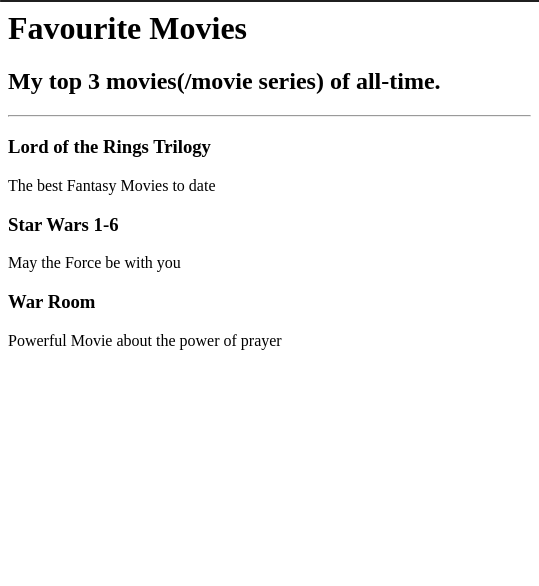 Favourite Movies
My top 3 movies(/movie series) of all-time.
Lord of the Rings Trilogy
The best Fantasy Movies to date
Star Wars 1-6
May the Force be with you
War Room
Powerful Movie about the power of prayer